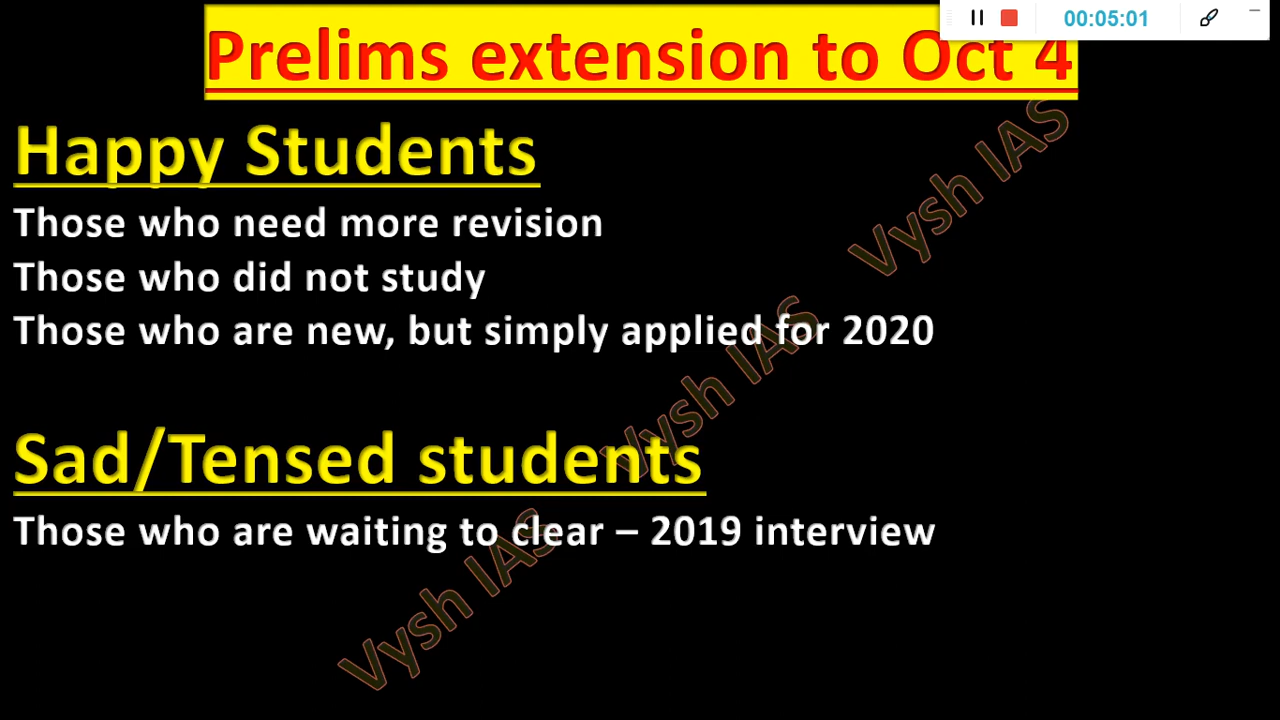 Prelims extension to Oct 4
00:05:01
Happy Students
Those who need more revision
Those who did not study
Those who are new, but simply applied for 2020
Sad/Tensed students
Those who are waiting to clear – 2019 interview
Vysh IAS
Vysh IAS
Vysh IAS